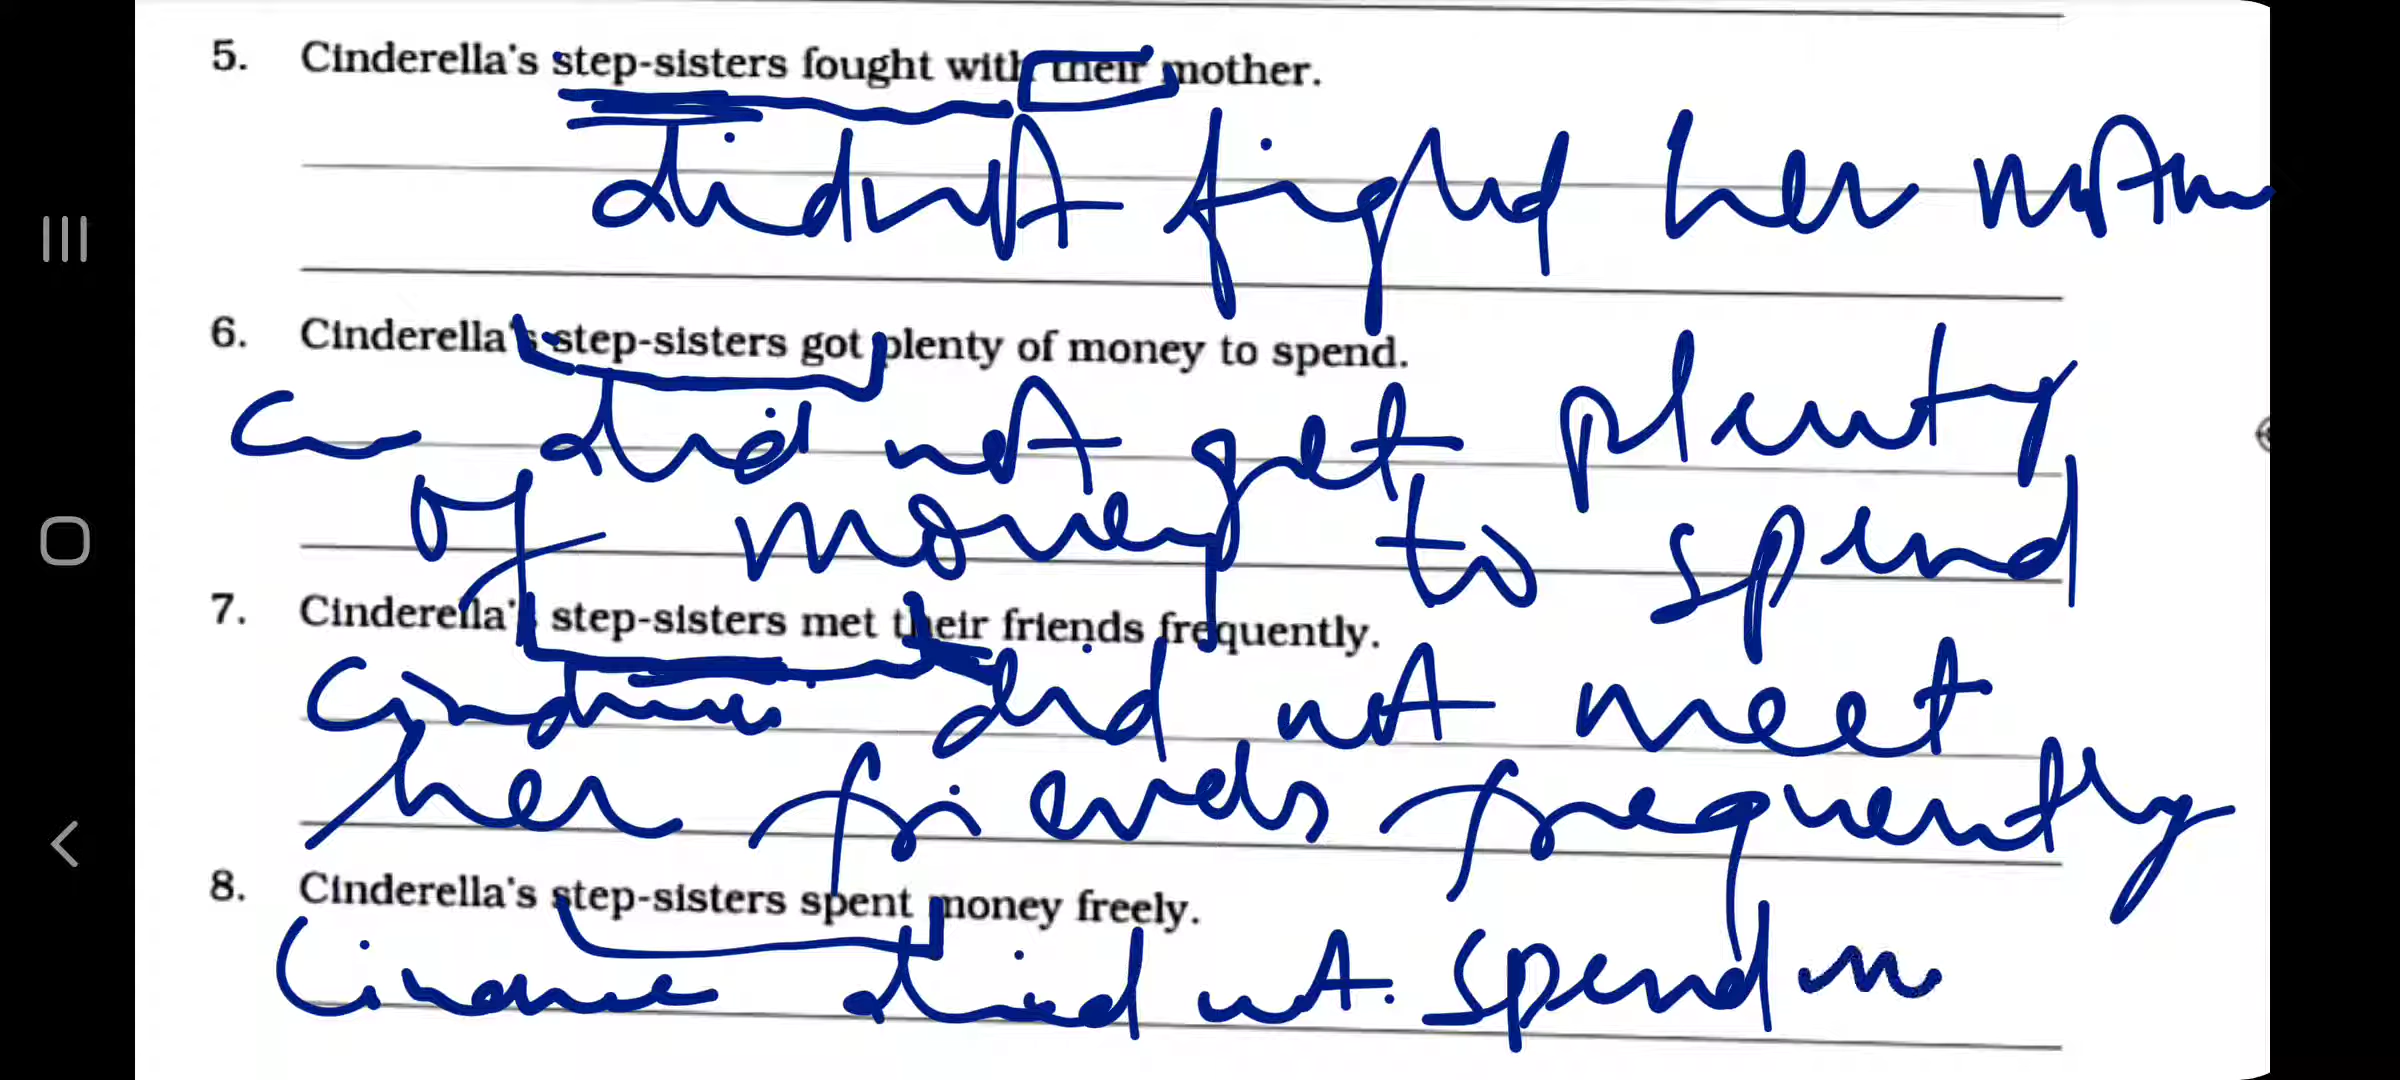 5. Cinderella's step-sisters fought with their mother.
didnot fight her mother
6. Cinderella's step-sisters got plenty of money to spend.
did not get plenty
of money to spend
7. Cinderella's step-sisters met their friends frequently.
did not meet
her friends frequently
8. Cinderella's step-sisters spent money freely.
did not. spend